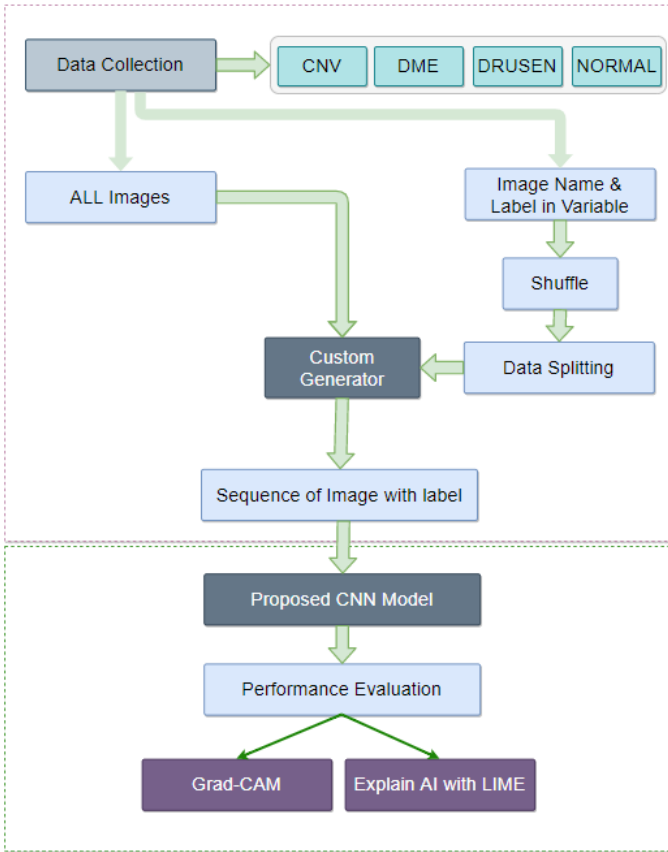 Data Collection
CNV
DME
DRUSEN
NORMAL
ALL Images
Image Name &
Label in Variable
Shuffle
Custom
Generator
Data Splitting
Sequence of Image with label
Proposed CNN Model
Performance Evaluation
Grad-CAM
Explain AI with LIME